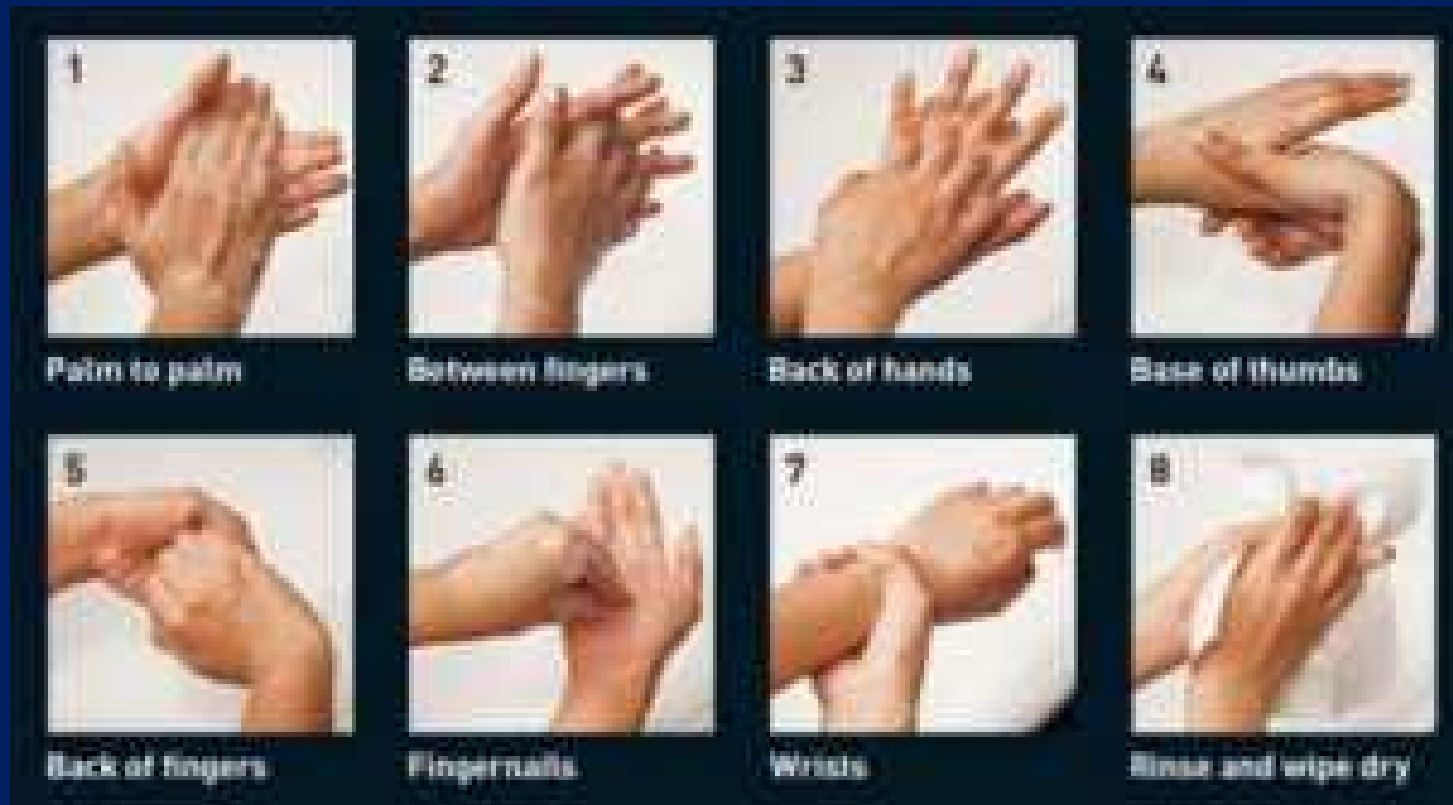 1
2
3
4
Palm to palm
Between fingers
Back of hands
Base of thumbs
5
6
7
8
Back of fingers
Fingernails
Wrists
Rinse and wipe dry